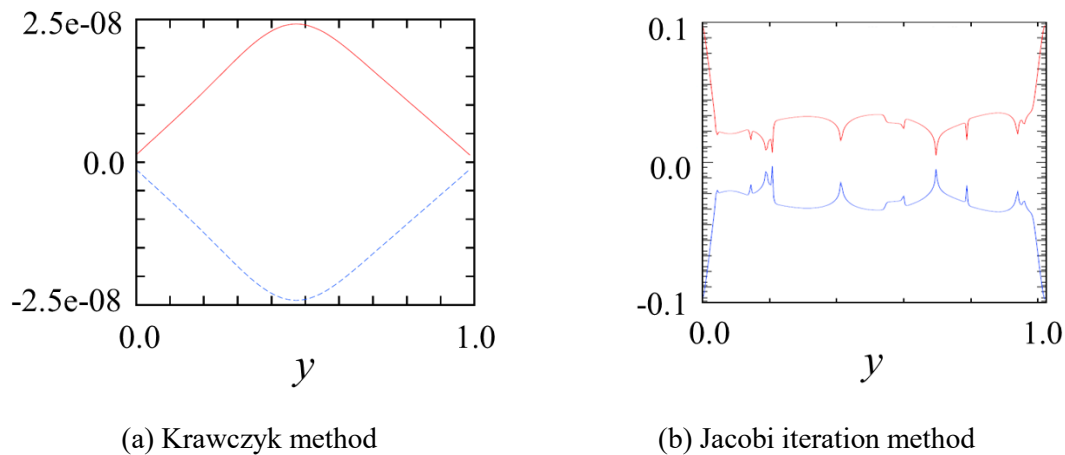 2.5e-08
0.0
-2.5e-08
0.0
1.0
y
(a) Krawczyk method
0.1
0.0
-0.1
0.0
1.0
y
(b) Jacobi iteration method